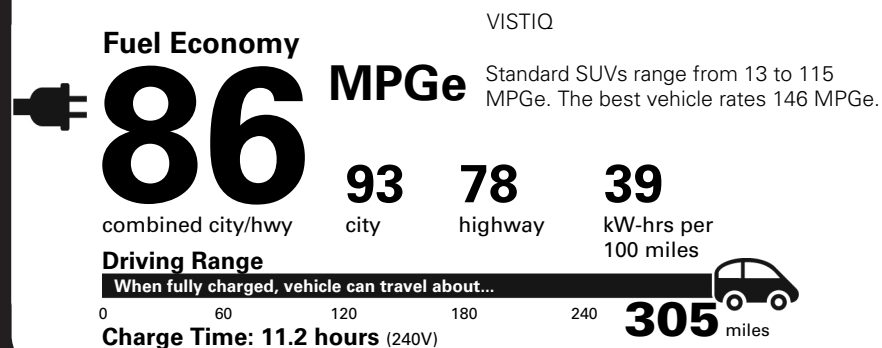 VISTIQ
Fuel Economy
86
MPGe
Standard SUVs range from 13 to 115
MPGe. The best vehicle rates 146 MPGe.
93
78
39
combined city/hwy
city
highway
kW-hrs per
100 miles
Driving Range
When fully charged, vehicle can travel about...
0 60 120 180 240 305 miles
Charge Time: 11.2 hours (240V)